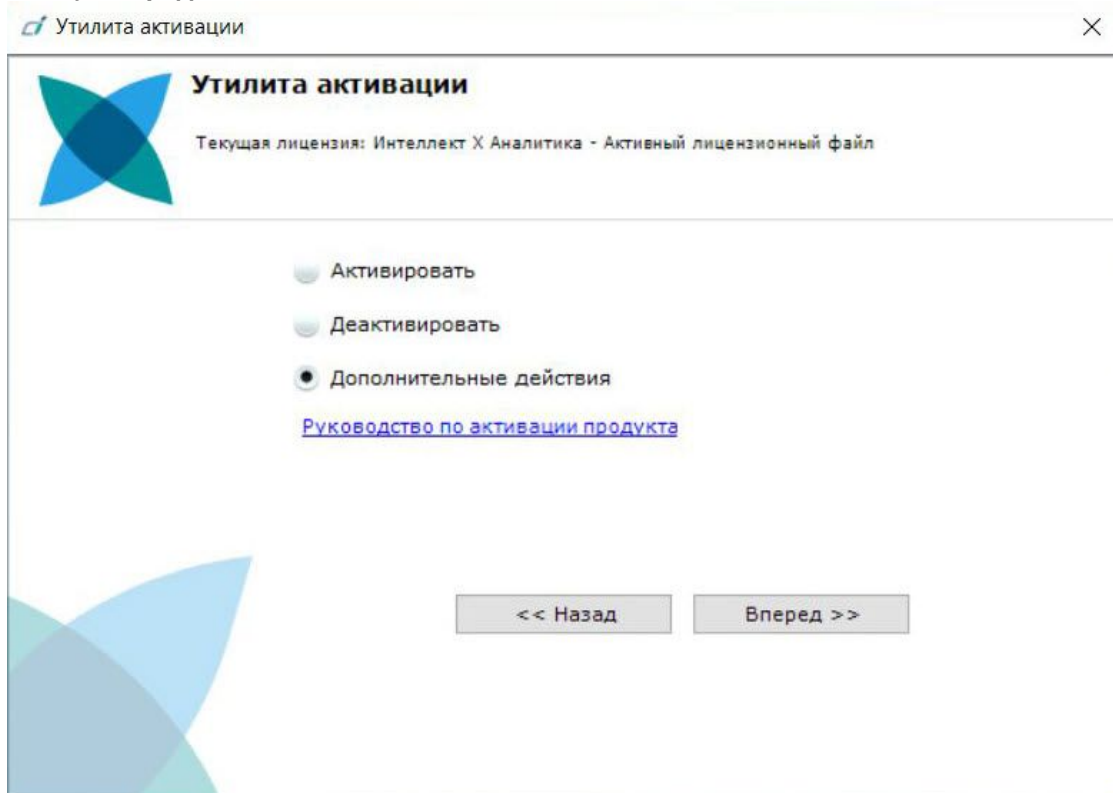 Утилита активации
Утилита активации
Текущая лицензия: Интеллект X Аналитика - Активный лицензионный файл
Активировать
Деактивировать
Дополнительные действия
Руководство по активации продукта
<< Назад
Вперед >>